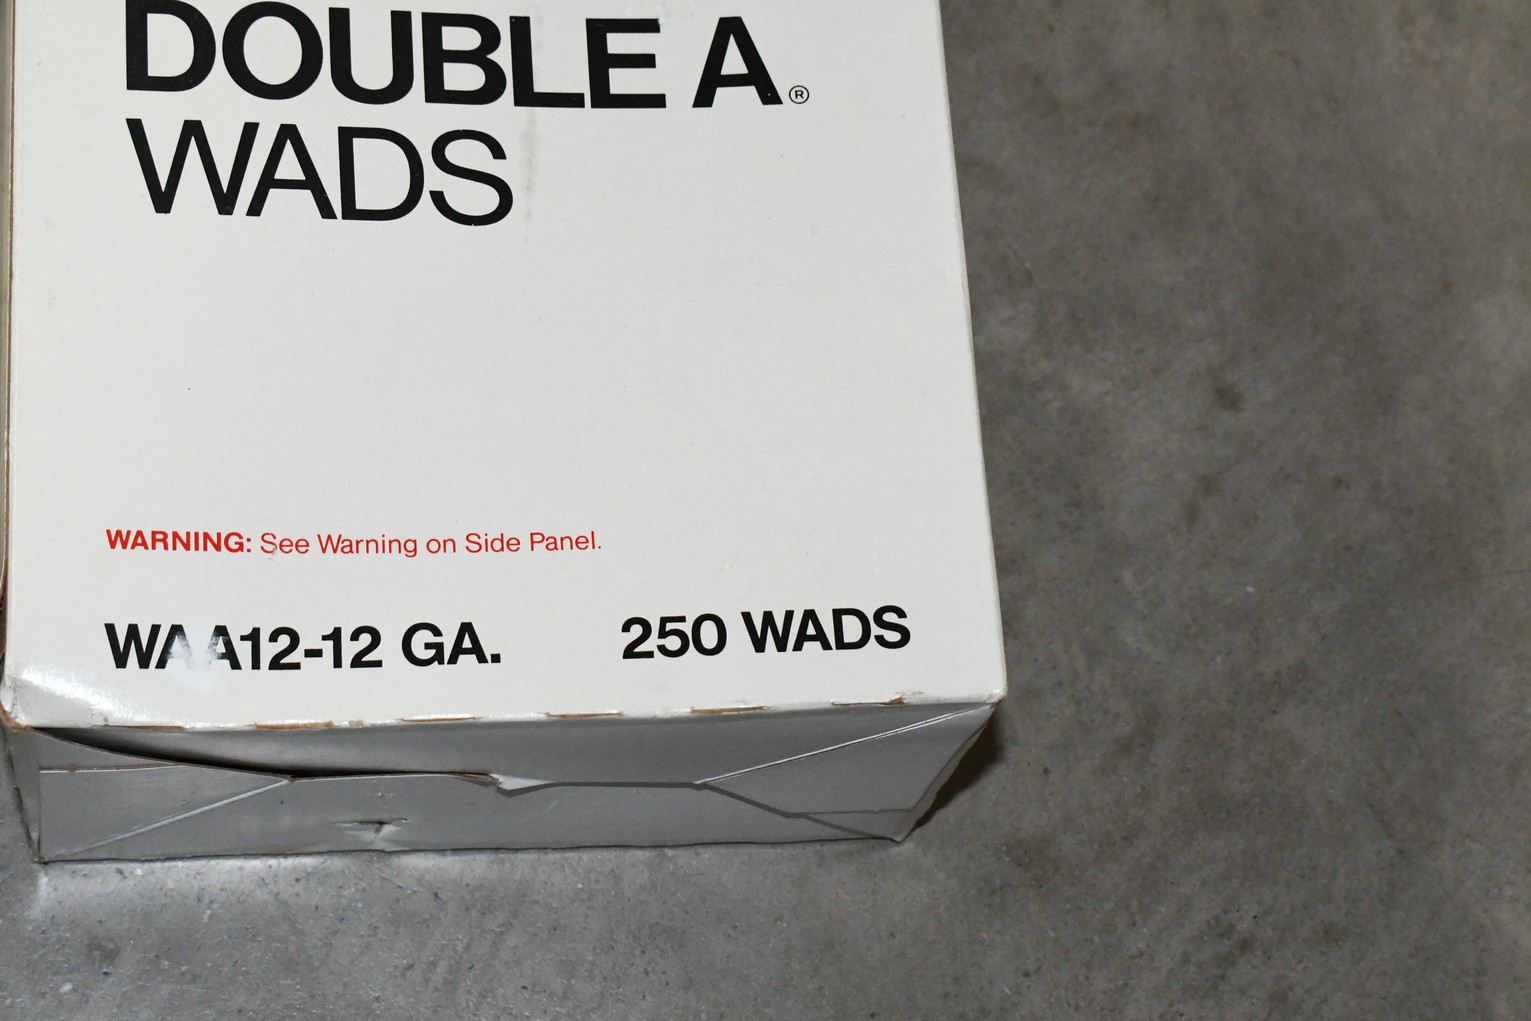 DOUBLE A®
WADS
WARNING: See Warning on Side Panel.
WAA12-12 GA. 250 WADS